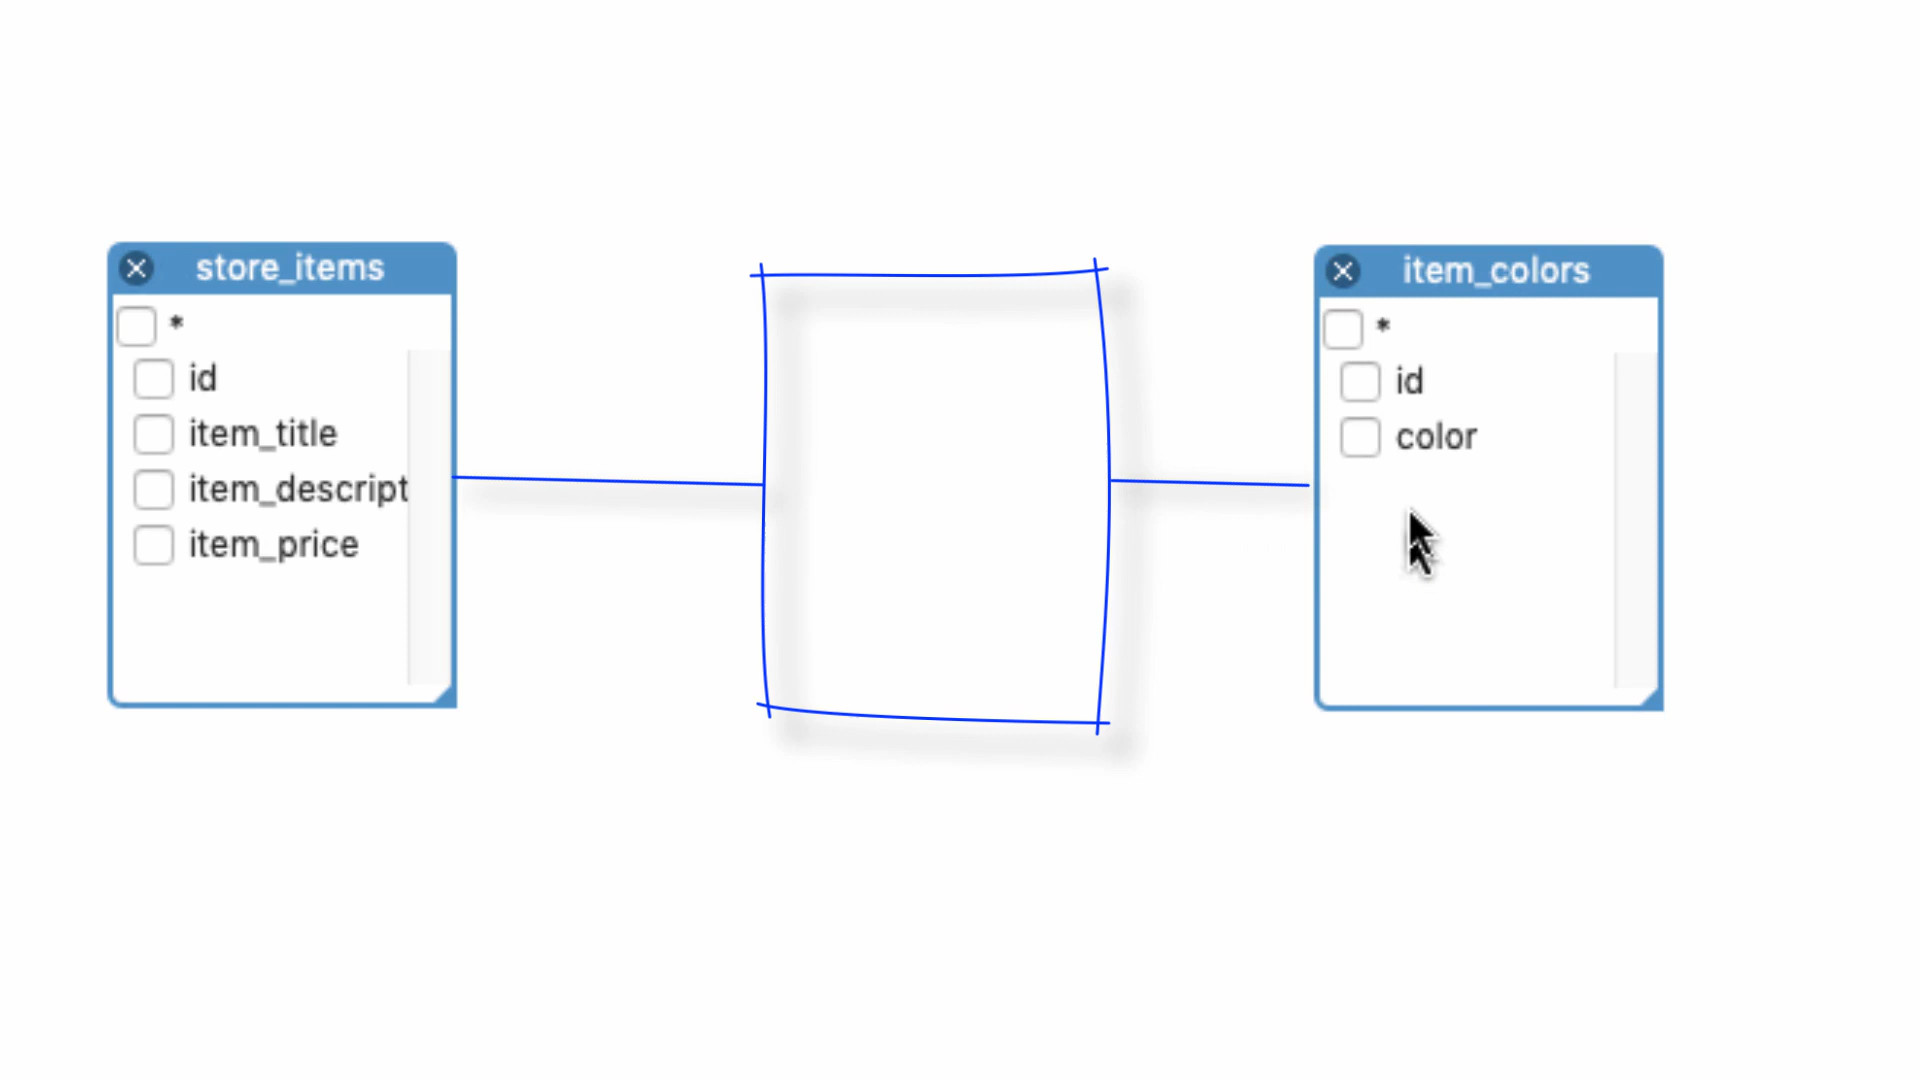 store_items
*
id
item_title
item_descript
item_price
item_colors
*
id
color